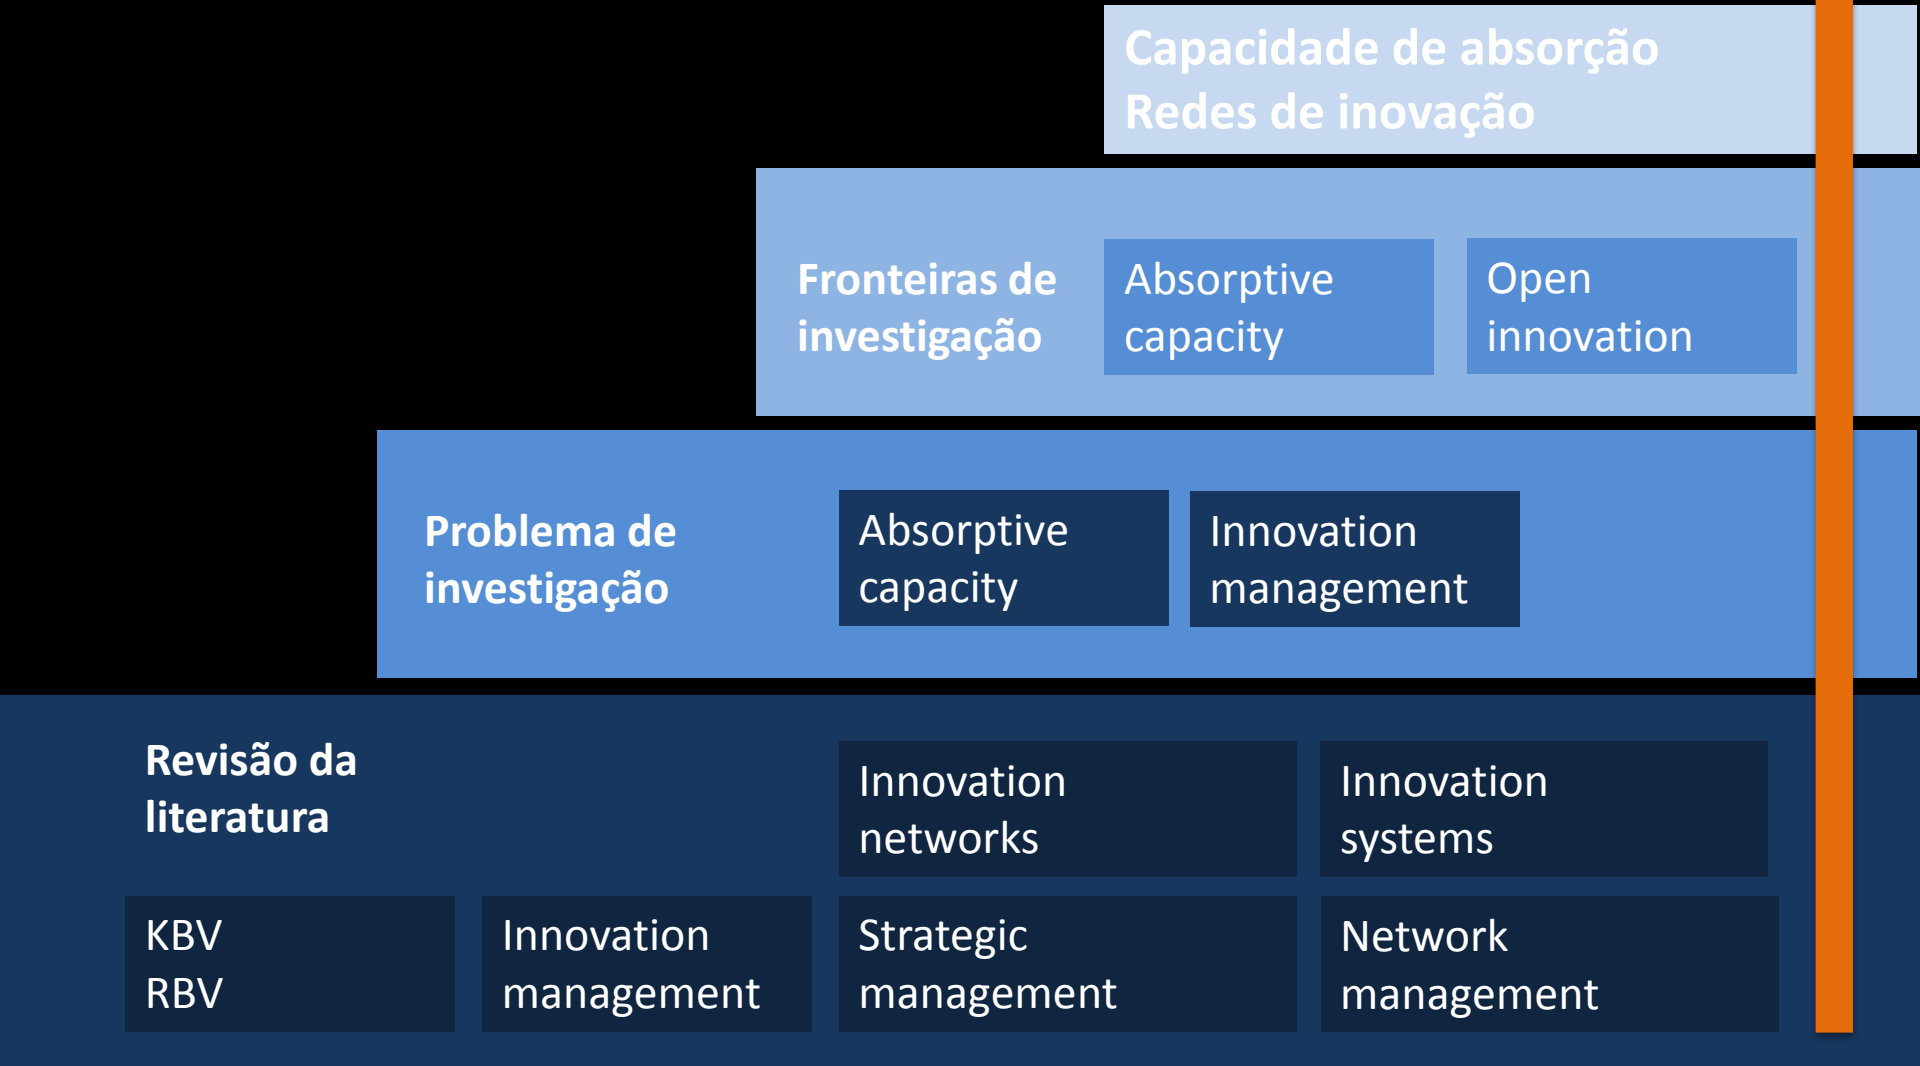 Capacidade de absorção
Redes de inovação
Fronteiras de
investigação
Absorptive
capacity
Open
innovation
Problema de
investigação
Absorptive
capacity
Innovation
management
Revisão da
literatura
Innovation
networks
Innovation
systems
KBV
RBV
Innovation
management
Strategic
management
Network
management